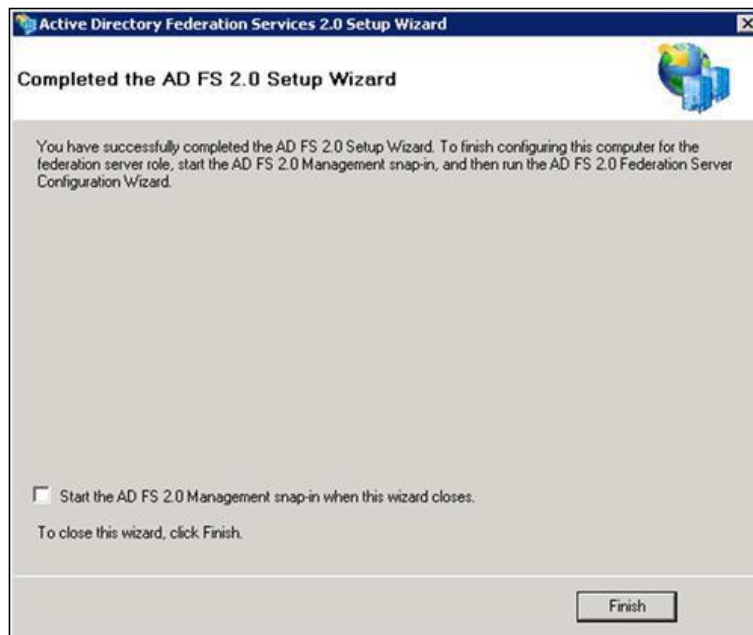 Active Directory Federation Services 2.0 Setup Wizard
Completed the AD FS 2.0 Setup Wizard
You have successfully completed the AD FS 2.0 Setup Wizard. To finish configuring this computer for the
federation server role, start the AD FS 2.0 Management snap-in, and then run the AD FS 2.0 Federation Server
Configuration Wizard.
Start the AD FS 2.0 Management snap-in when this wizard closes.
To close this wizard, click Finish.
Finish